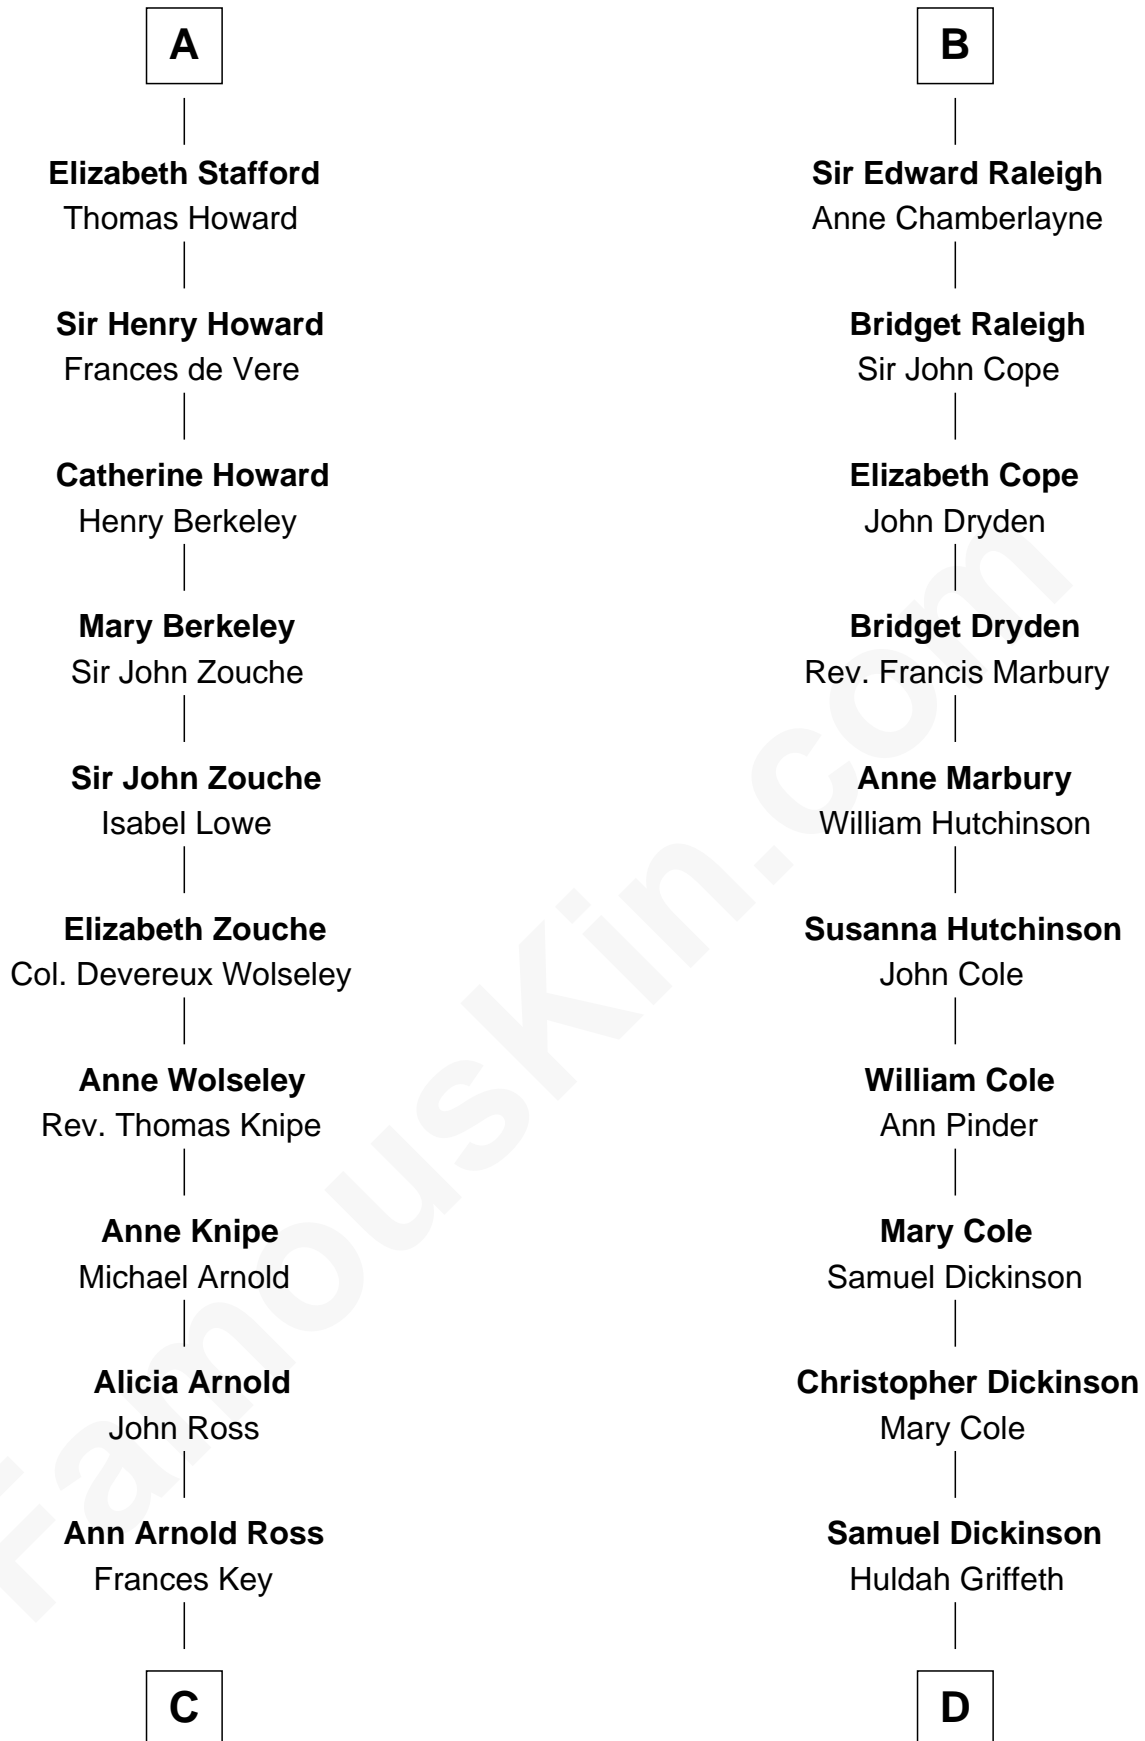 A
Elizabeth Stafford
Thomas Howard
Sir Henry Howard
Frances de Vere
Catherine Howard
Henry Berkeley
Mary Berkeley
Sir John Zouche
Sir John Zouche
Isabel Lowe
Elizabeth Zouche
Col. Devereux Wolseley
Anne Wolseley
Rev. Thomas Knipe
Anne Knipe
Michael Arnold
Alicia Arnold
John Ross
Ann Arnold Ross
Frances Key
C
B
Sir Edward Raleigh
Anne Chamberlayne
Bridget Raleigh
Sir John Cope
Elizabeth Cope
John Dryden
Bridget Dryden
Rev. Francis Marbury
Anne Marbury
William Hutchinson
Susanna Hutchinson
John Cole
William Cole
Ann Pinder
Mary Cole
Samuel Dickinson
Christopher Dickinson
Mary Cole
Samuel Dickinson
Huldah Griffeth
D
FamousKin.com